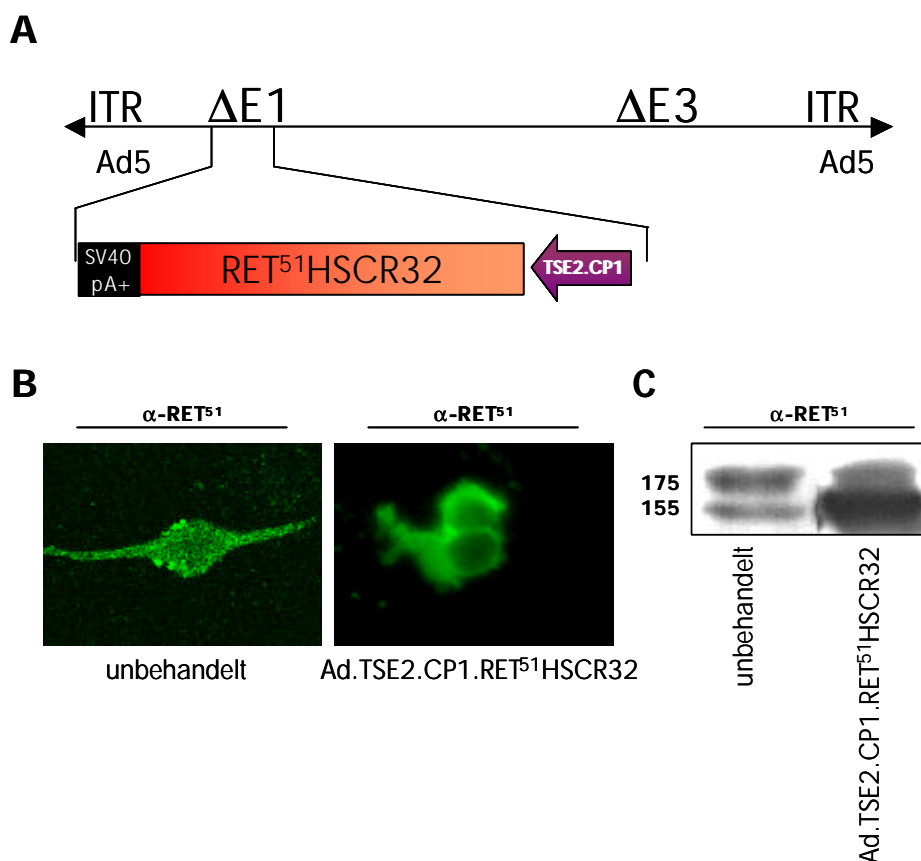 A
ITR ΔE1 ΔE3 ITR
Ad5 Ad5
SV40
pA+
RET⁵¹HSCR32
TSE2.CP1
B
α-RET⁵¹ α-RET⁵¹
unbehandelt Ad.TSE2.CP1.RET⁵¹HSCR32
C
α-RET⁵¹
175
155
unbehandelt
Ad.TSE2.CP1.RET⁵¹HSCR32